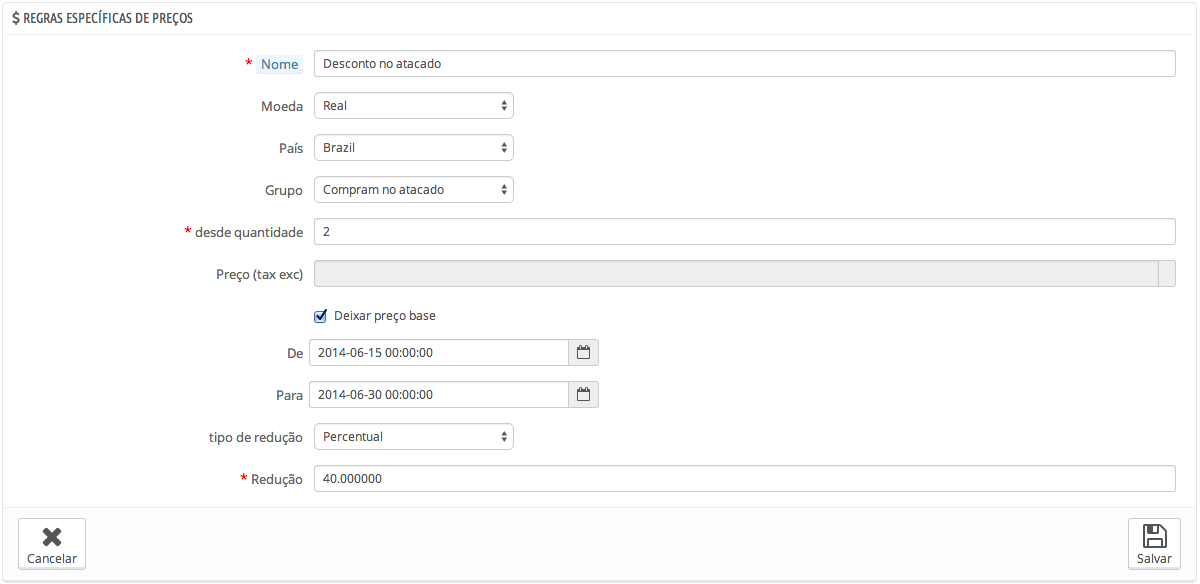 $ REGRAS ESPECÍFICAS DE PREÇOS
* Nome Desconto no atacado
Moeda Real
País Brazil
Grupo Compram no atacado
* desde quantidade 2
Preço (tax exc)
Deixar preço base
De 2014-06-15 00:00:00
Para 2014-06-30 00:00:00
tipo de redução Percentual
* Redução 40.000000
Cancelar Salvar